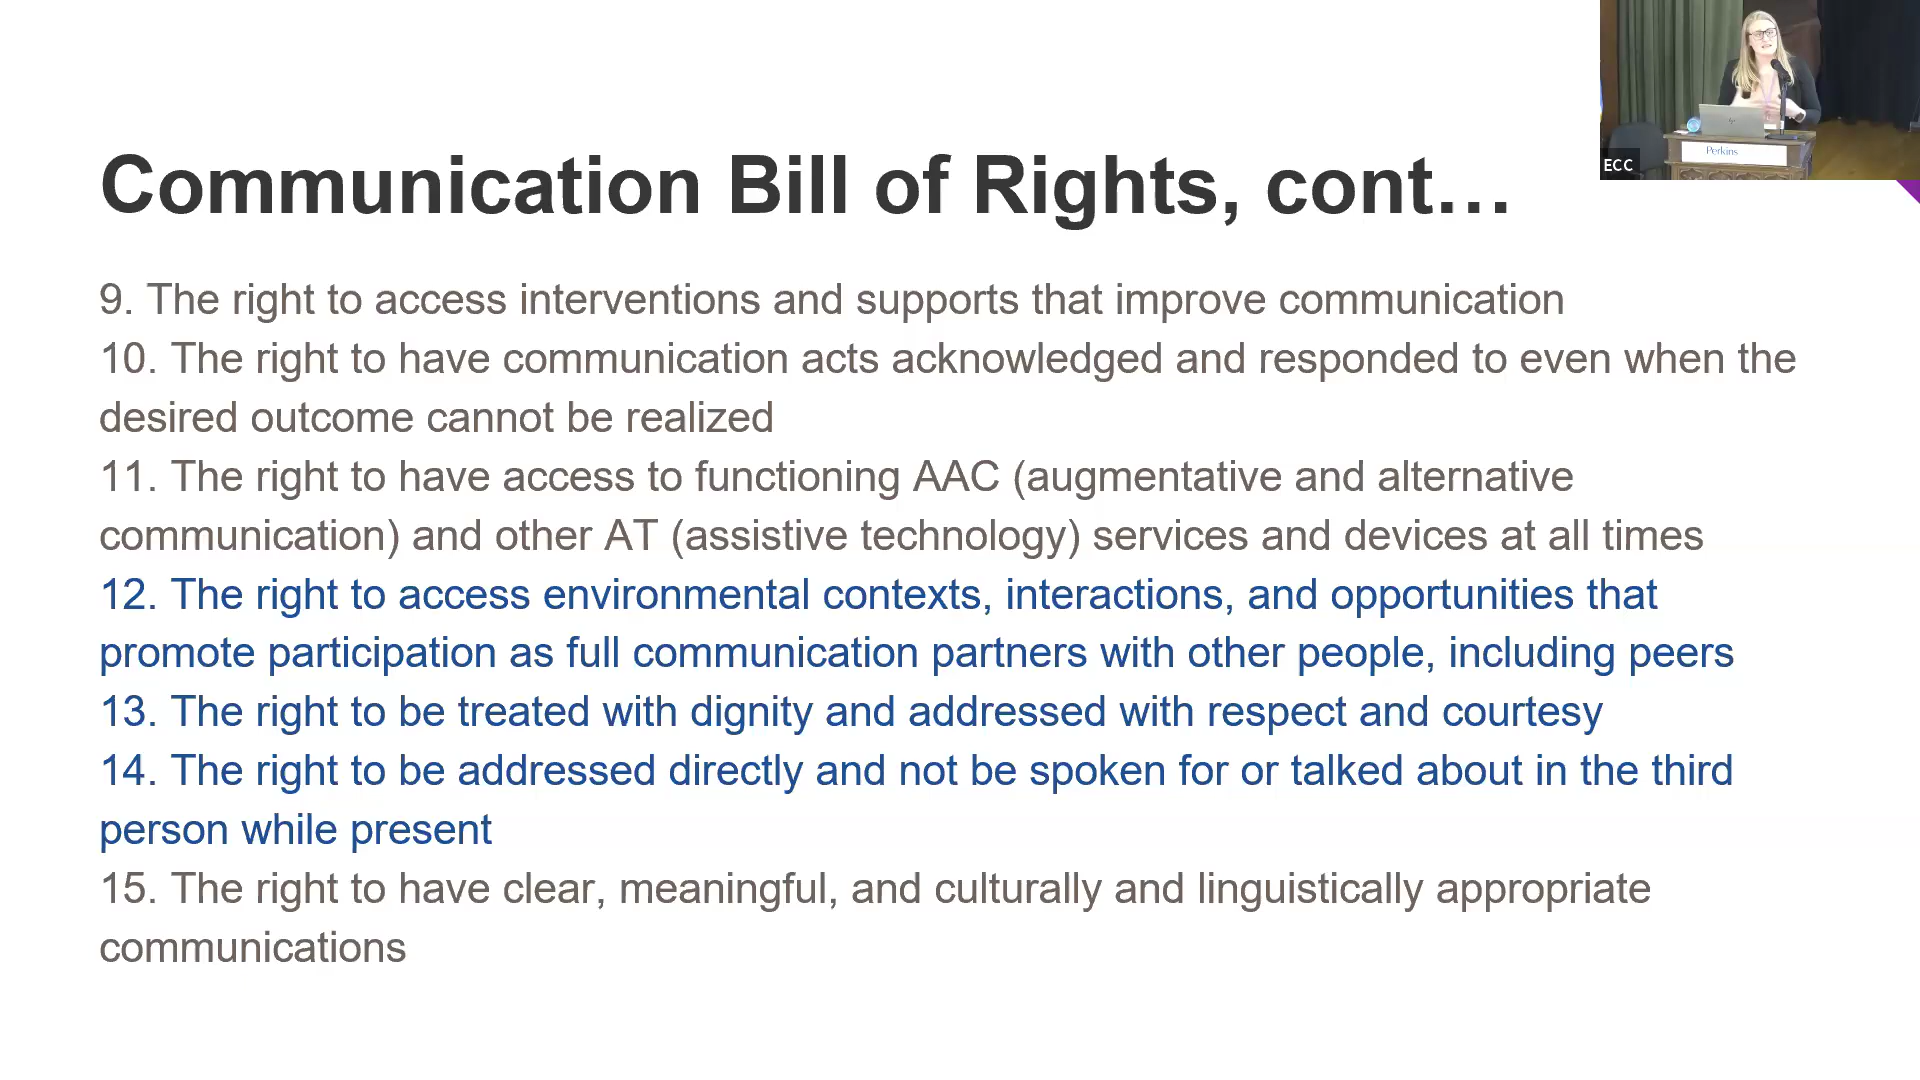 Communication Bill of Rights, cont…
9. The right to access interventions and supports that improve communication
10. The right to have communication acts acknowledged and responded to even when the
desired outcome cannot be realized
11. The right to have access to functioning AAC (augmentative and alternative
communication) and other AT (assistive technology) services and devices at all times
12. The right to access environmental contexts, interactions, and opportunities that
promote participation as full communication partners with other people, including peers
13. The right to be treated with dignity and addressed with respect and courtesy
14. The right to be addressed directly and not be spoken for or talked about in the third
person while present
15. The right to have clear, meaningful, and culturally and linguistically appropriate
communications
Perkins
ECC